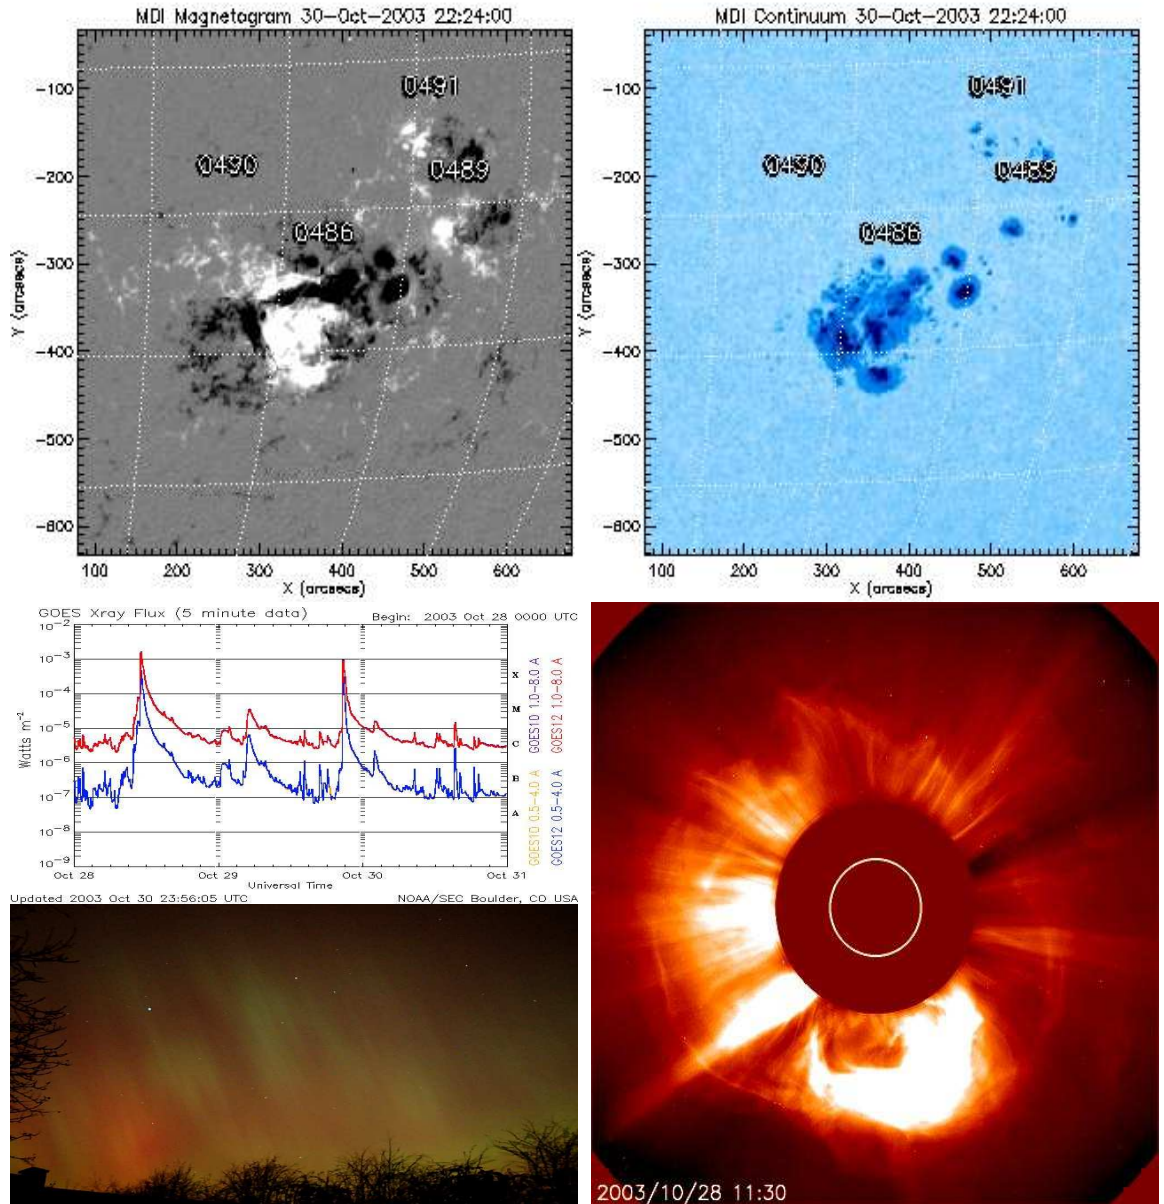 MDI Magnetogram 30-Oct-2003 22:24:00
0491
0490
0489
0486
-100
-200
-300
-400
-500
-600
Y (arcsecs)
100 200 300 400 500 600
X (arcsecs)
MDI Continuum 30-Oct-2003 22:24:00
0491
0490
0489
0486
-100
-200
-300
-400
-500
-600
Y (arcsecs)
100 200 300 400 500 600
X (arcsecs)
GOES Xray Flux (5 minute data) Begin: 2003 Oct 28 0000 UTC
10-2
10-3
10-4
10-5
10-6
10-7
10-8
10-9
Watts m-2
X
M
C
B
A
GOES10 1.0-8.0 A
GOES12 1.0-8.0 A
GOES10 0.5-4.0 A
GOES12 0.5-4.0 A
Oct 28 Oct 29 Oct 30 Oct 31
Universal Time
Updated 2003 Oct 30 23:56:05 UTC NOAA/SEC Boulder, CO USA
2003/10/28 11:30